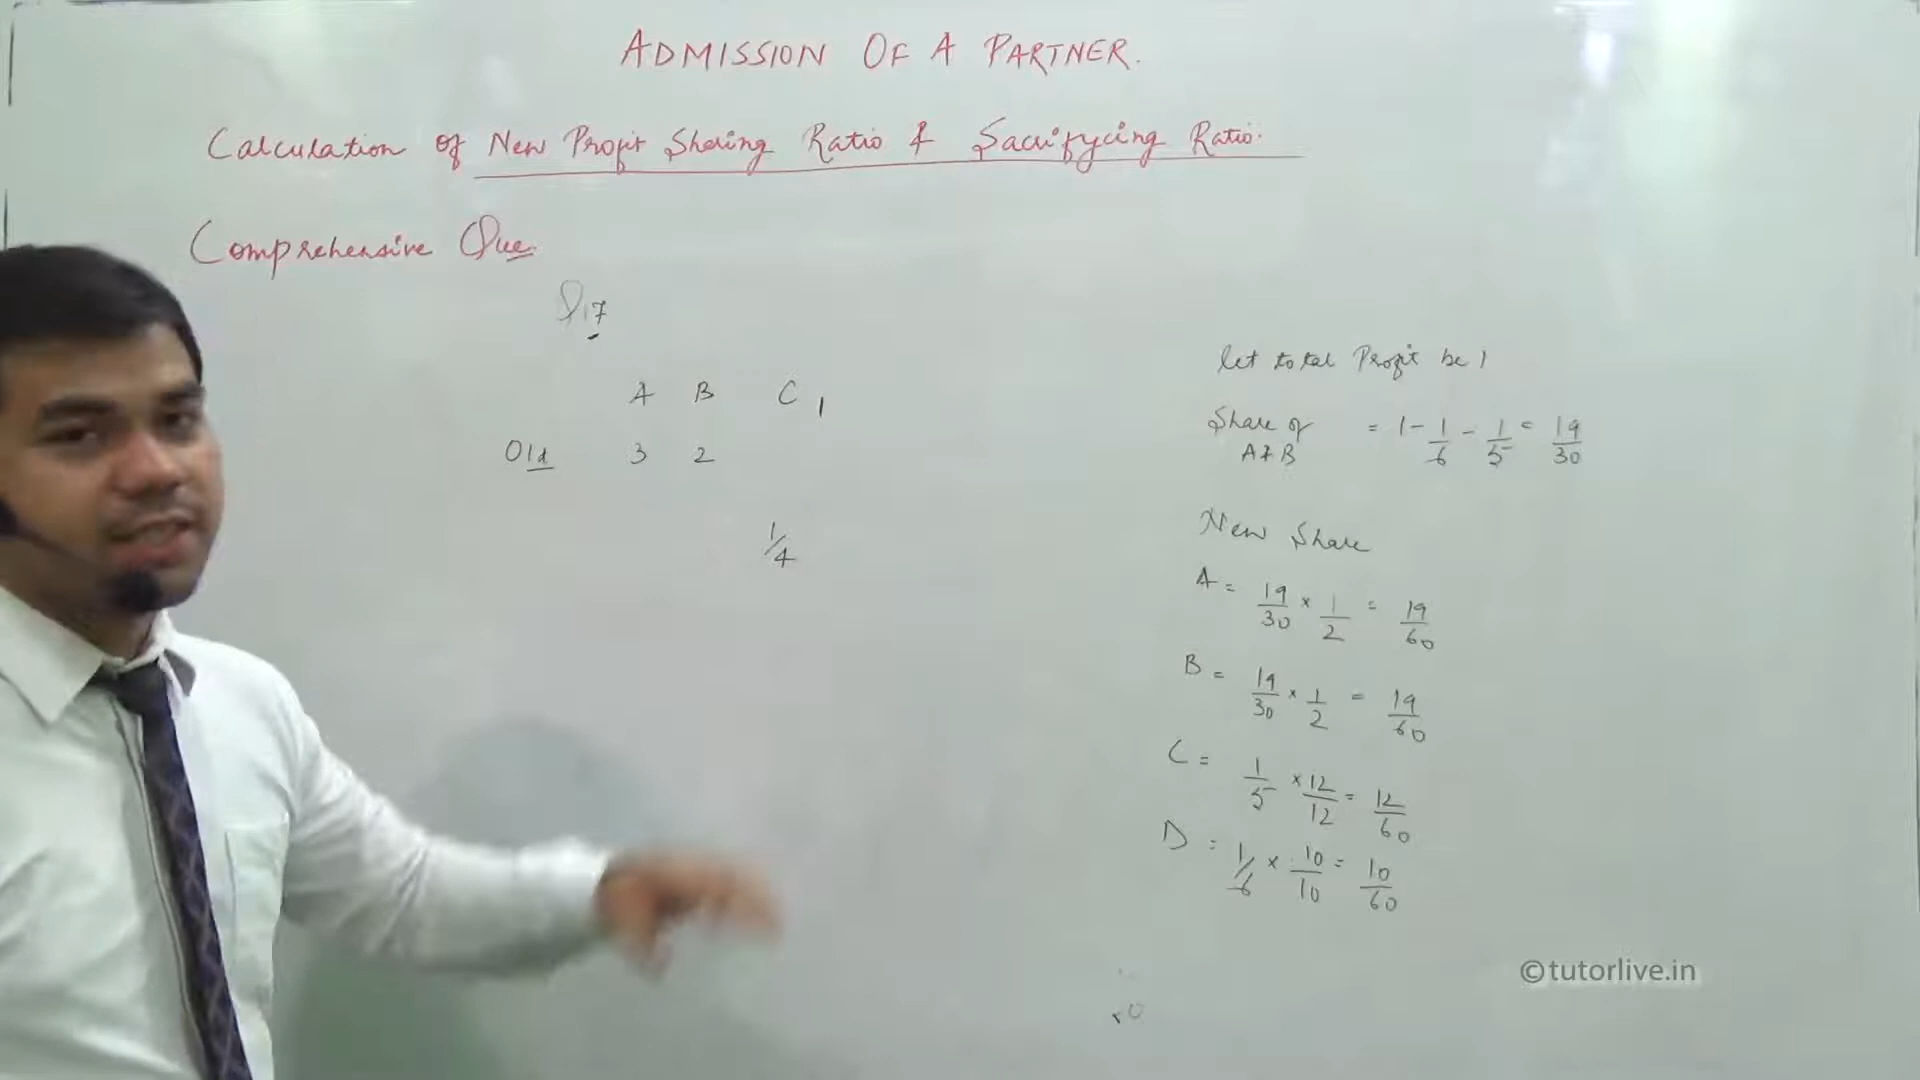 ADMISSION OF A PARTNER.
Calculation of New Profit Sharing Ratio & Sacrifycing Ratio.
Comprehensive Que.
Q17
A B C
Old 3 2
1/4
let total Profit be 1
Share of A & B = 1 - 1/6 - 1/5 = 19/30
New Share
A = 19/30 × 1/2 = 19/60
B = 19/30 × 1/2 = 19/60
C = 1/5 × 12/12 = 12/60
D = 1/6 × 10/10 = 10/60
©tutorlive.in